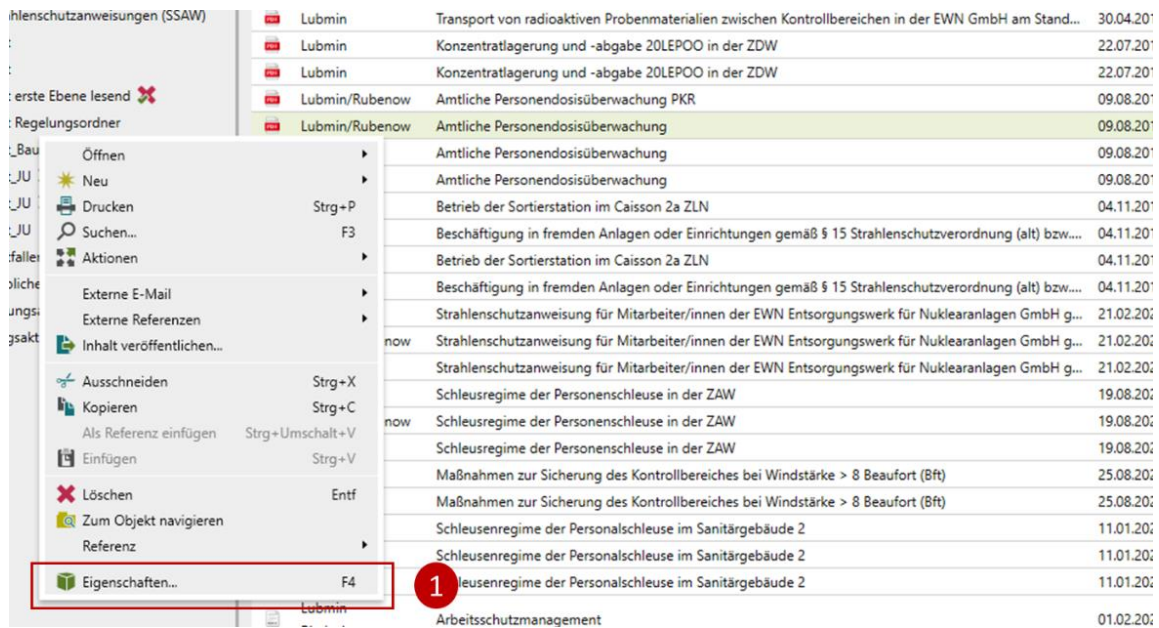 hlenschutzanweisungen (SSAW)
erste Ebene lesend
Regelungsordner
_Bau
_JU
_JU
_JU
tfaller
bliche
ungsa
gsakt
Lubmin Transport von radioaktiven Probenmaterialien zwischen Kontrollbereichen in der EWN GmbH am Stand... 30.04.201
Lubmin Konzentratlagerung und -abgabe 20LEPOO in der ZDW 22.07.201
Lubmin Konzentratlagerung und -abgabe 20LEPOO in der ZDW 22.07.201
Lubmin/Rubenow Amtliche Personendosisüberwachung PKR 09.08.201
Lubmin/Rubenow Amtliche Personendosisüberwachung 09.08.201
Amtliche Personendosisüberwachung 09.08.201
Amtliche Personendosisüberwachung 09.08.201
Betrieb der Sortierstation im Caisson 2a ZLN 04.11.201
Beschäftigung in fremden Anlagen oder Einrichtungen gemäß § 15 Strahlenschutzverordnung (alt) bzw.... 04.11.201
Betrieb der Sortierstation im Caisson 2a ZLN 04.11.201
Beschäftigung in fremden Anlagen oder Einrichtungen gemäß § 15 Strahlenschutzverordnung (alt) bzw.... 04.11.201
Strahlenschutzanweisung für Mitarbeiter/innen der EWN Entsorgungswerk für Nuklearanlagen GmbH g... 21.02.202
now Strahlenschutzanweisung für Mitarbeiter/innen der EWN Entsorgungswerk für Nuklearanlagen GmbH g... 21.02.202
Strahlenschutzanweisung für Mitarbeiter/innen der EWN Entsorgungswerk für Nuklearanlagen GmbH g... 21.02.202
Schleusregime der Personenschleuse in der ZAW 19.08.202
now Schleusregime der Personenschleuse in der ZAW 19.08.202
Schleusregime der Personenschleuse in der ZAW 19.08.202
Maßnahmen zur Sicherung des Kontrollbereiches bei Windstärke > 8 Beaufort (Bft) 25.08.202
Maßnahmen zur Sicherung des Kontrollbereiches bei Windstärke > 8 Beaufort (Bft) 25.08.202
Schleusenregime der Personalschleuse im Sanitärgebäude 2 11.01.202
Schleusenregime der Personalschleuse im Sanitärgebäude 2 11.01.202
leusenregime der Personalschleuse im Sanitärgebäude 2 11.01.202
Lubmin
Arbeitsschutzmanagement 01.02.202
Öffnen
Neu
Drucken Strg+P
Suchen... F3
Aktionen
Externe E-Mail
Externe Referenzen
Inhalt veröffentlichen...
Ausschneiden Strg+X
Kopieren Strg+C
Als Referenz einfügen Strg+Umschalt+V
Einfügen Strg+V
Löschen Entf
Zum Objekt navigieren
Referenz
Eigenschaften... F4
1